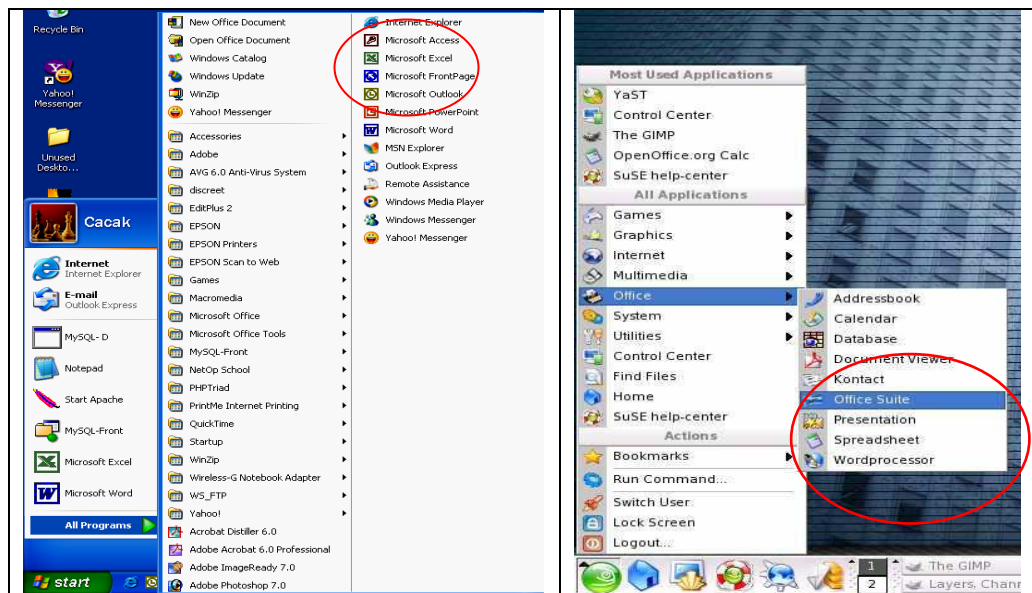 Recycle Bin
Yahoo!
Messenger
Unused
Deskto...
Cacak
Internet
Internet Explorer
E-mail
Outlook Express
MySQL- D
Notepad
Start Apache
MySQL-Front
Microsoft Excel
Microsoft Word
All Programs
start
New Office Document
Open Office Document
Windows Catalog
Windows Update
WinZip
Yahoo! Messenger
Accessories
Adobe
AVG 6.0 Anti-Virus System
discreet
EditPlus 2
EPSON
EPSON Printers
EPSON Scan to Web
Games
Macromedia
Microsoft Office
Microsoft Office Tools
MySQL-Front
NetOp School
PHPTriad
PrintMe Internet Printing
QuickTime
Startup
WinZip
Wireless-G Notebook Adapter
WS_FTP
Yahoo!
Acrobat Distiller 6.0
Adobe Acrobat 6.0 Professional
Adobe ImageReady 7.0
Adobe Photoshop 7.0
Internet Explorer
Microsoft Access
Microsoft Excel
Microsoft FrontPage
Microsoft Outlook
Microsoft PowerPoint
Microsoft Word
MSN Explorer
Outlook Express
Remote Assistance
Windows Media Player
Windows Messenger
Yahoo! Messenger
Most Used Applications
YaST
Control Center
The GIMP
OpenOffice.org Calc
SuSE help-center
All Applications
Games
Graphics
Internet
Multimedia
Office
System
Utilities
Control Center
Find Files
Home
SuSE help-center
Actions
Bookmarks
Run Command...
Switch User
Lock Screen
Logout...
Addressbook
Calendar
Database
Document Viewer
Kontact
Office Suite
Presentation
Spreadsheet
Wordprocessor
1
2
The GIMP
Layers, Chann